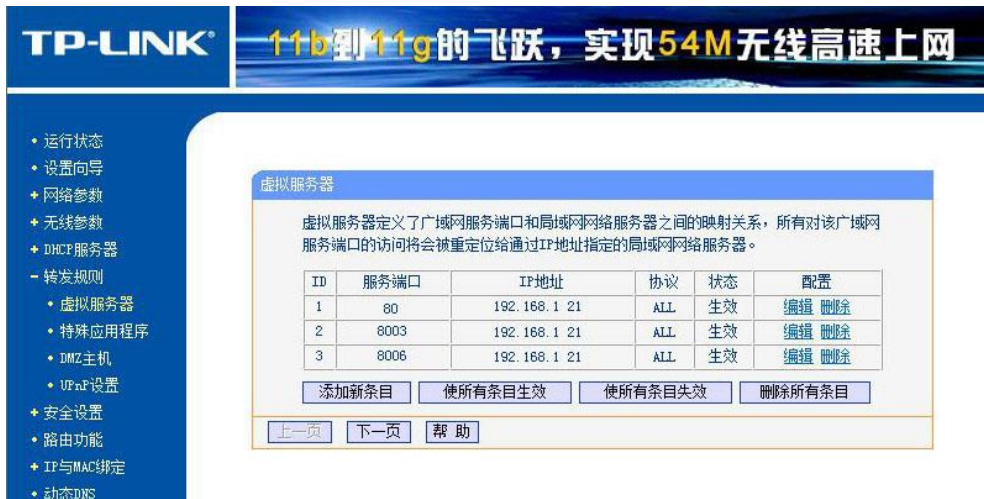 TP-LINK®
11b到11g的飞跃，实现54M无线高速上网
运行状态
设置向导
+ 网络参数
+ 无线参数
+ DHCP服务器
- 转发规则
虚拟服务器
特殊应用程序
DMZ主机
UPnP设置
+ 安全设置
路由功能
+ IP与MAC绑定
动态DNS
虚拟服务器
虚拟服务器定义了广域网服务端口和局域网网络服务器之间的映射关系，所有对该广域网
服务端口的访问将会被重定位给通过IP地址指定的局域网网络服务器。
ID 服务端口 IP地址 协议 状态 配置
1 80 192.168.1 21 ALL 生效 编辑 删除
2 8003 192.168.1 21 ALL 生效 编辑 删除
3 8006 192.168.1 21 ALL 生效 编辑 删除
添加新条目 使所有条目生效 使所有条目失效 删除所有条目
上一页 下一页 帮 助